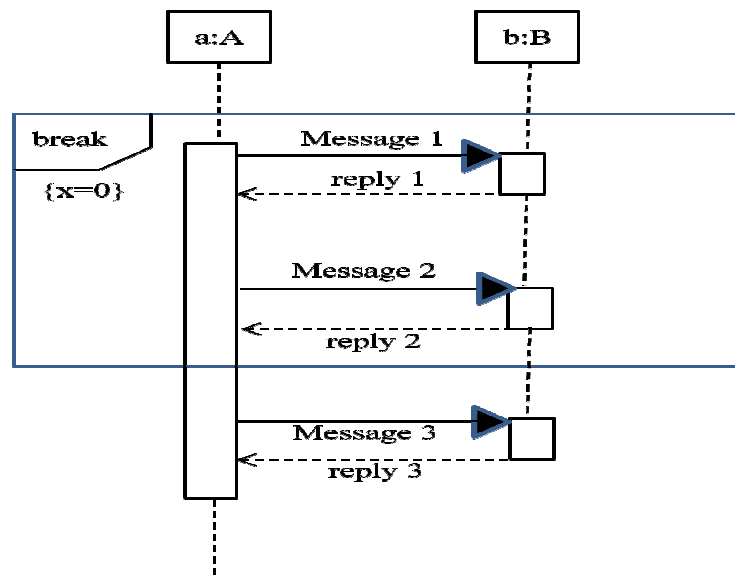 a:A
b:B
break
{x=0}
Message 1
reply 1
Message 2
reply 2
Message 3
reply 3